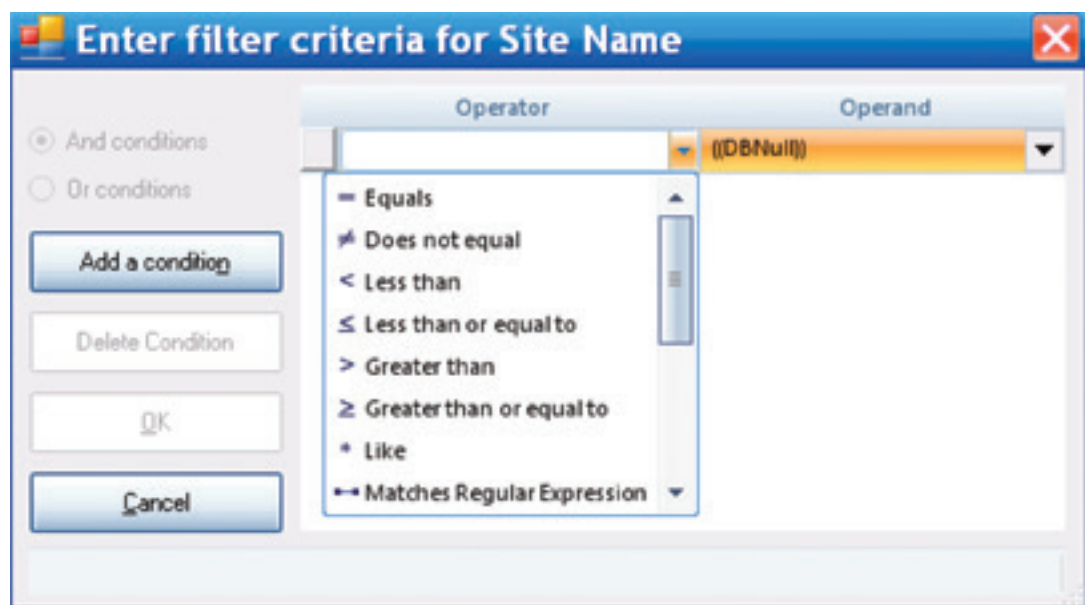 Enter filter criteria for Site Name
Operator Operand
And conditions
Or conditions
((DBNull))
Add a condition
Delete Condition
OK
Cancel
= Equals
≠ Does not equal
< Less than
≤ Less than or equal to
> Greater than
≥ Greater than or equal to
* Like
Matches Regular Expression